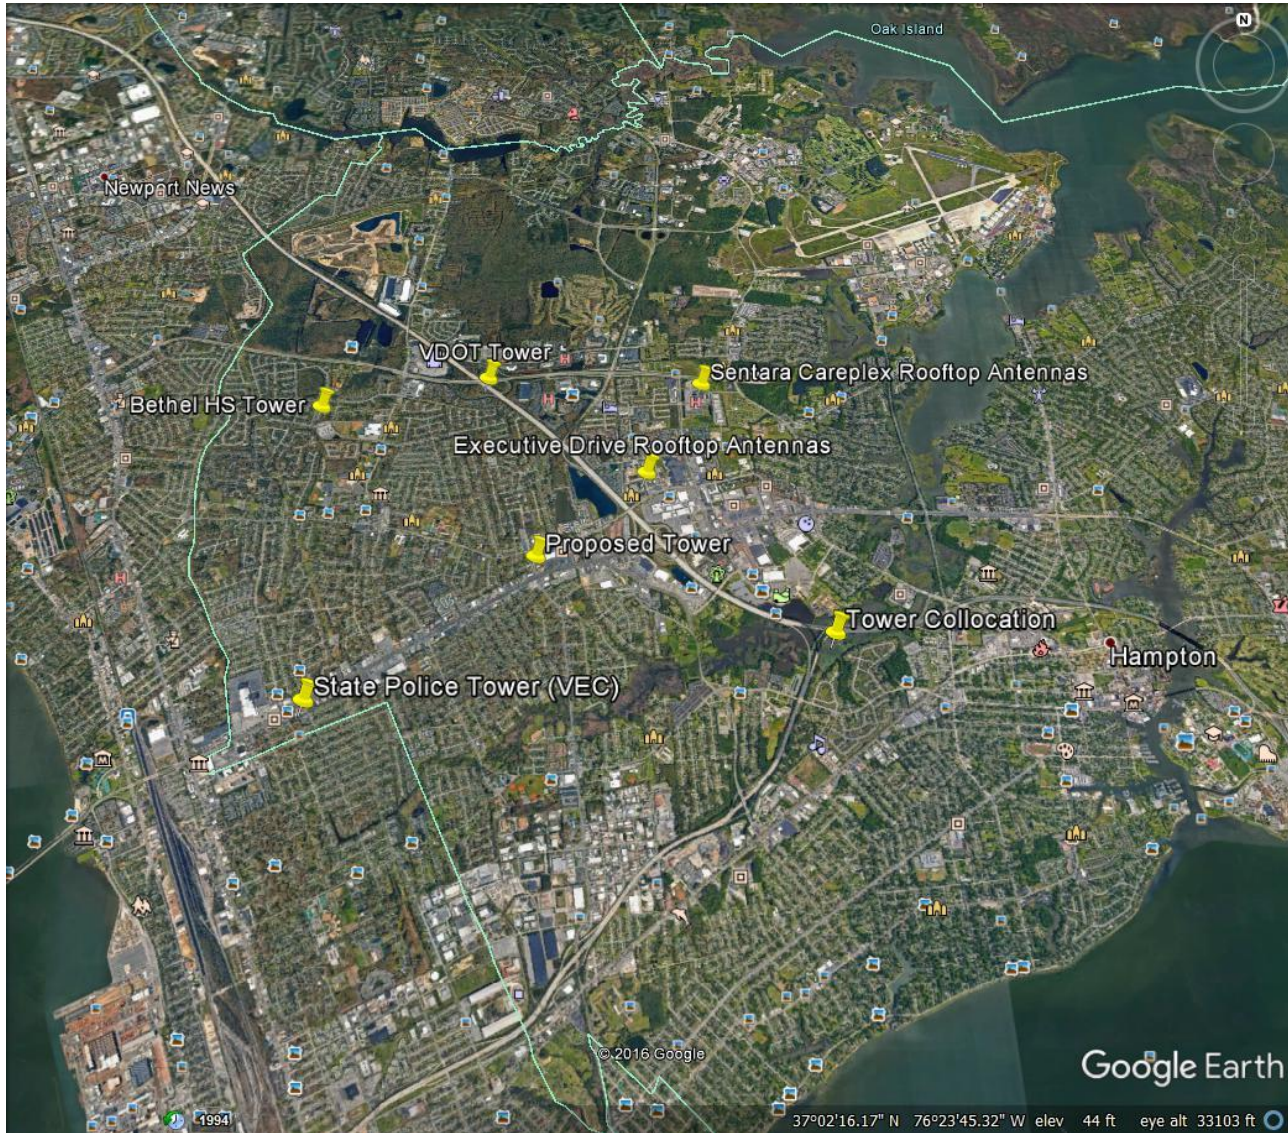 Oak Island
N
Newport News
VDOT Tower
Sentara Careplex Rooftop Antennas
Bethel HS Tower
Executive Drive Rooftop Antennas
Proposed Tower
Tower Collocation
Hampton
State Police Tower (VEC)
© 2016 Google
Google Earth
1994
37°02'16.17" N 76°23'45.32" W elev 44 ft eye alt 33103 ft